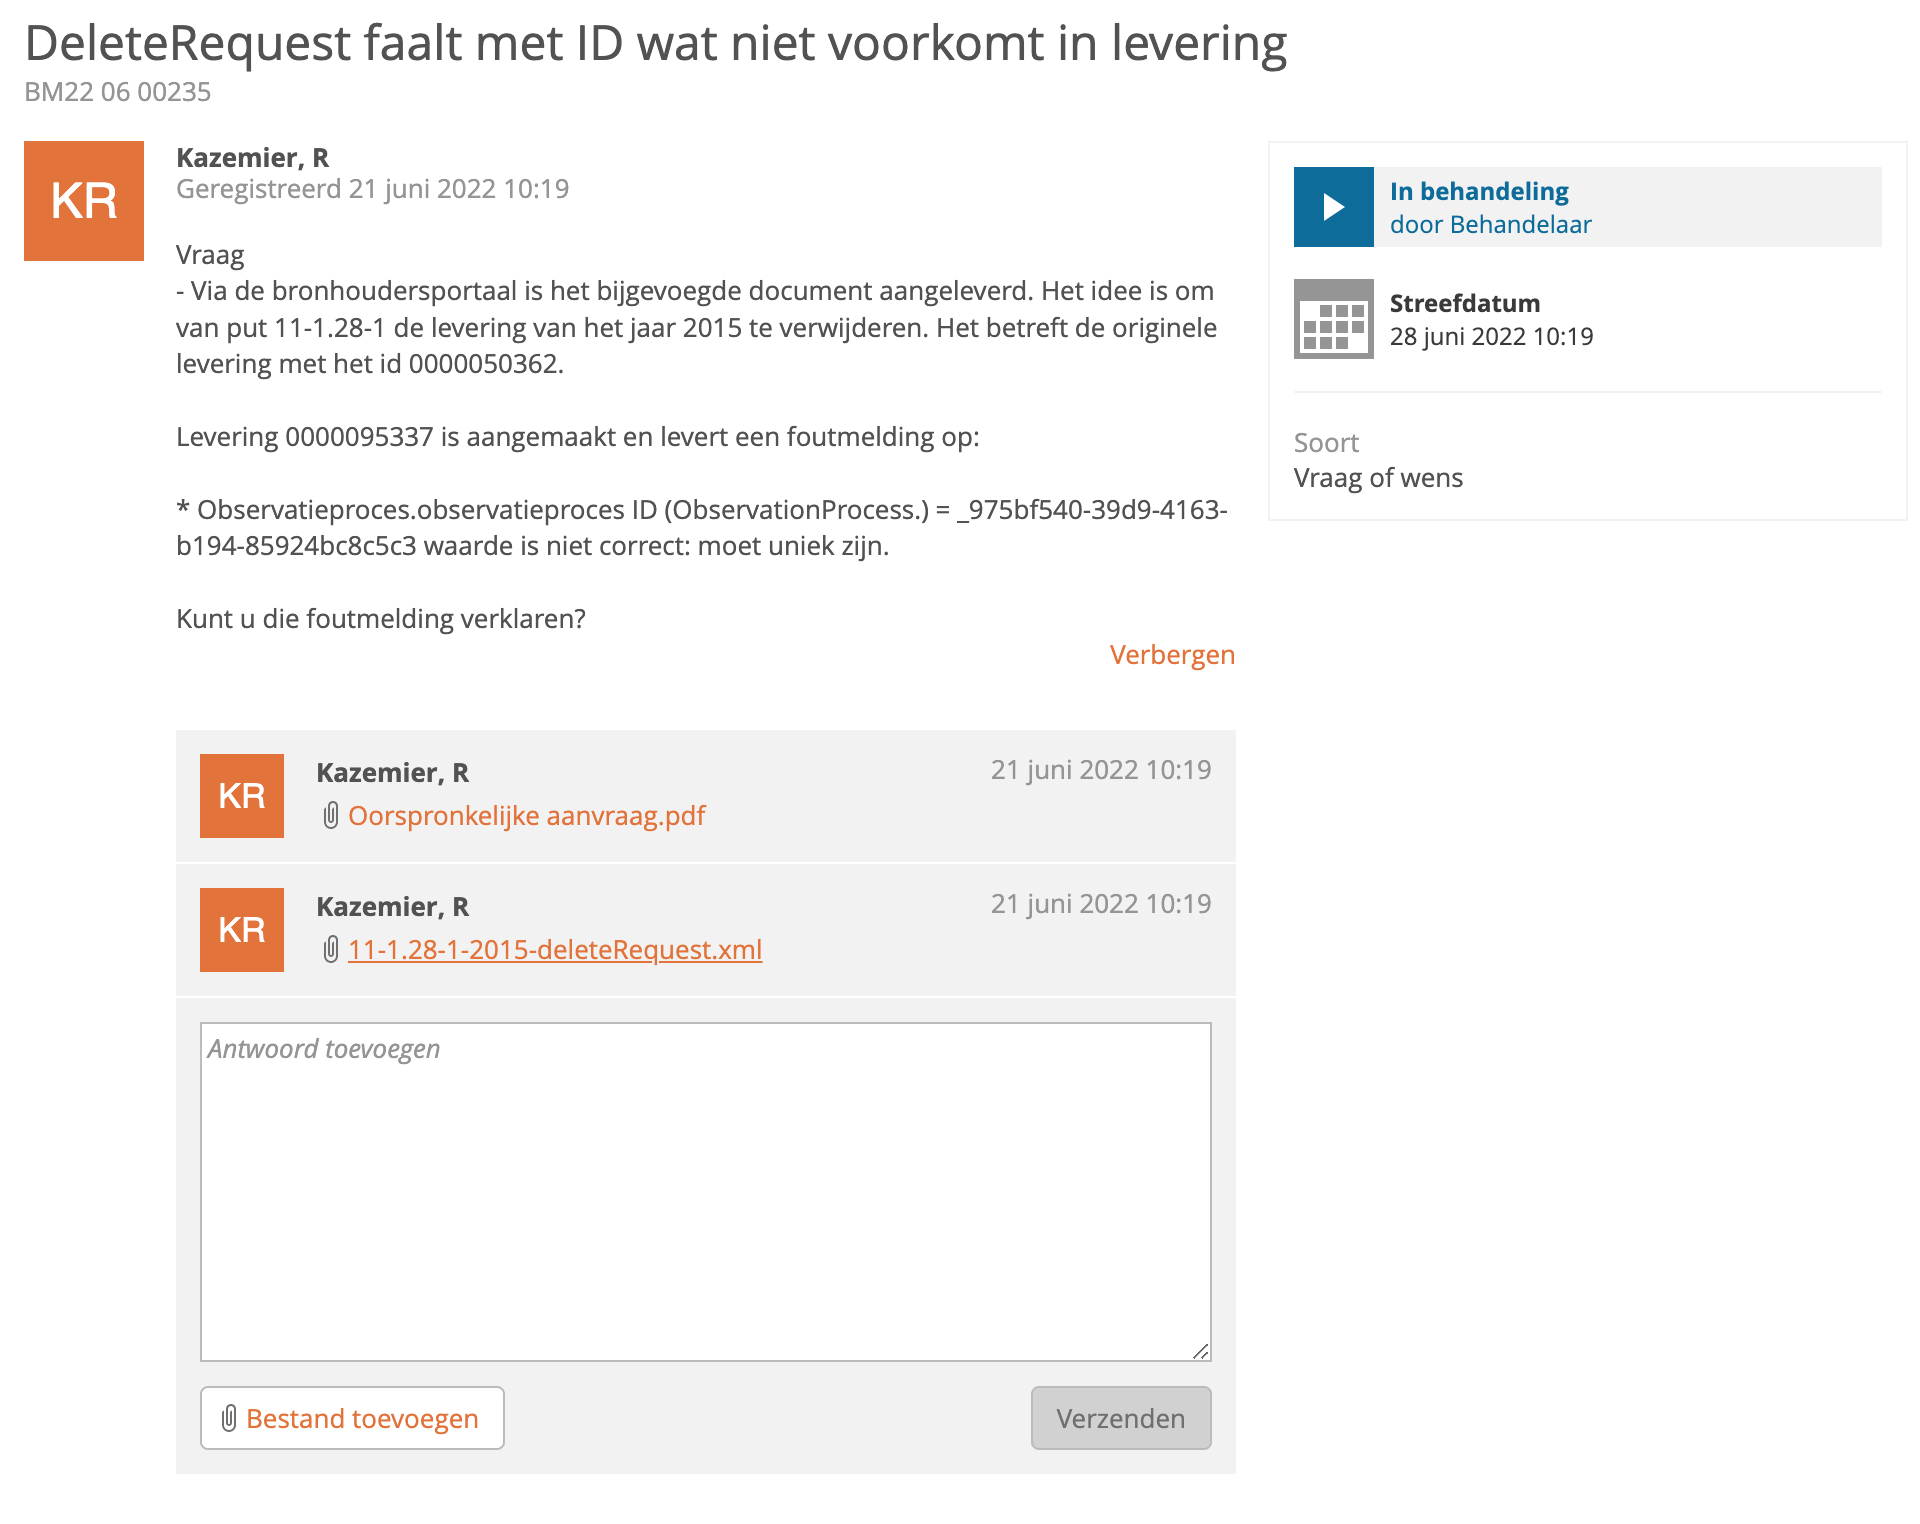 DeleteRequest faalt met ID wat niet voorkomt in levering
BM22 06 00235
KR
Kazemier, R
Geregistreerd 21 juni 2022 10:19
Vraag
- Via de bronhoudersportaal is het bijgevoegde document aangeleverd. Het idee is om
van put 11-1.28-1 de levering van het jaar 2015 te verwijderen. Het betreft de originele
levering met het id 0000050362.
Levering 0000095337 is aangemaakt en levert een foutmelding op:
* Observatieproces.observatieproces ID (ObservationProcess.) = _975bf540-39d9-4163-
b194-85924bc8c5c3 waarde is niet correct: moet uniek zijn.
Kunt u die foutmelding verklaren?
Verbergen
KR
Kazemier, R
21 juni 2022 10:19
Oorspronkelijke aanvraag.pdf
KR
Kazemier, R
21 juni 2022 10:19
11-1.28-1-2015-deleteRequest.xml
Antwoord toevoegen
Bestand toevoegen
Verzenden
In behandeling
door Behandelaar
Streefdatum
28 juni 2022 10:19
Soort
Vraag of wens